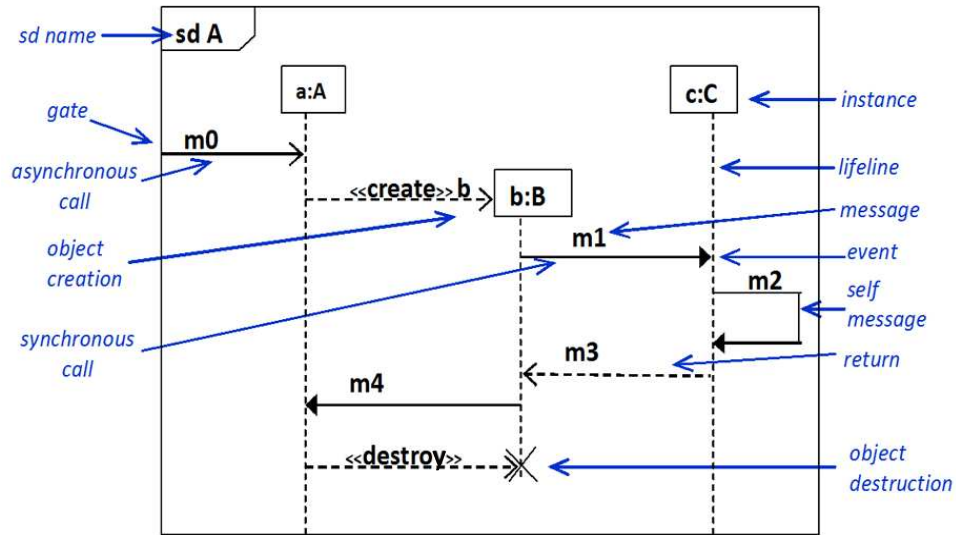 sd name
sd A
a:A
c:C
instance
gate
m0
asynchronous
call
<<create>> b
b:B
lifeline
message
object
creation
m1
event
m2
self
message
synchronous
call
m3
return
m4
<<destroy>>
object
destruction